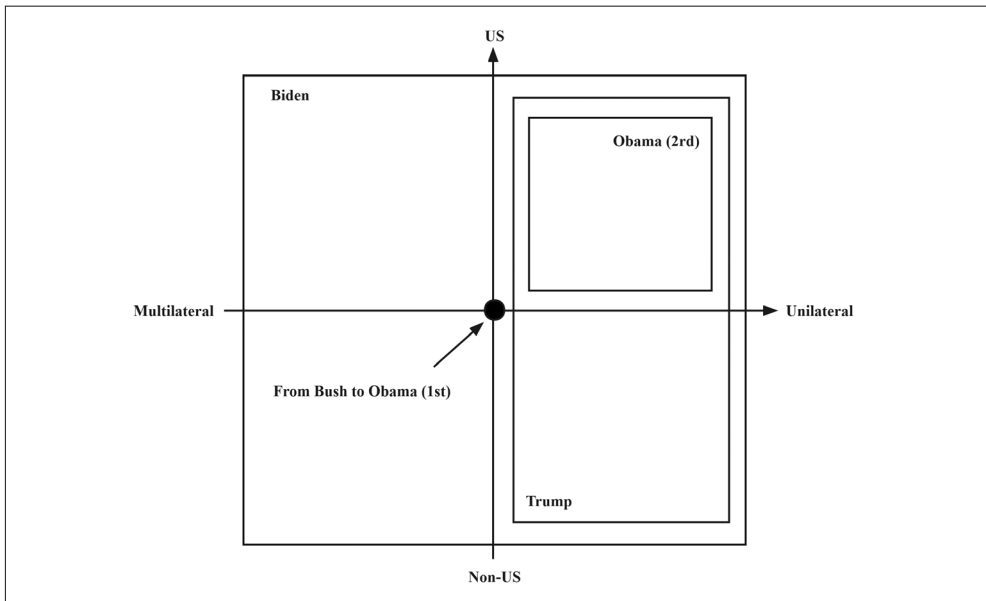 US
Biden
Obama (2rd)
Multilateral
Unilateral
From Bush to Obama (1st)
Trump
Non-US